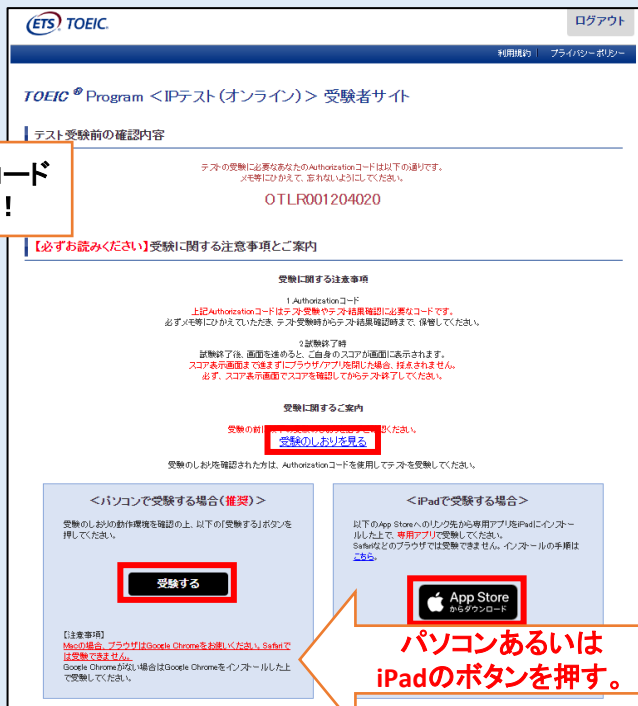 ETS TOEIC.
ログアウト
利用規約 プライバシーポリシー
TOEIC ® Program ＜IPテスト（オンライン）＞ 受験者サイト
テスト受験前の確認内容
テストの受験に必要なあなたのAuthorizationコードは以下の通りです。
メモ等にひかえて、忘れないようにしてください。
OTLR001204020
コード
！
【必ずお読みください】受験に関する注意事項とご案内
受験に関する注意事項
1.Authorizationコード
上記Authorizationコードはテスト受験やテスト結果確認に必要なコードです。
必ずメモ等にひかえていただき、テスト受験時からテスト結果確認時まで、保管してください。
2.試験終了時
試験終了後、画面を進めると、ご自身のスコアが画面に表示されます。
スコア表示画面まで進まずにブラウザ/アプリを閉じた場合、採点されません。
必ず、スコア表示画面でスコアを確認してからテスト終了してください。
受験に関するご案内
受験の前に
ください。
受験のしおりを見る
受験のしおりを確認された方は、Authorizationコードを使用してテストを受験してください。
＜パソコンで受験する場合（推奨）＞
受験のしおりの動作環境を確認の上、以下の「受験する」ボタンを
押してください。
受験する
【注意事項】
Macの場合、ブラウザはGoogle Chromeをお使いください。Safariで
は受験できません。
Google Chromeがない場合はGoogle Chromeをインストールした上
で受験してください。
＜iPadで受験する場合＞
以下のApp Storeへのリンク先から専用アプリをiPadにインストー
ルした上で、専用アプリで受験してください。
Safariなどのブラウザでは受験できません。インストールの手順は
こちら。
App Store
からダウンロード
パソコンあるいは
iPadのボタンを押す。